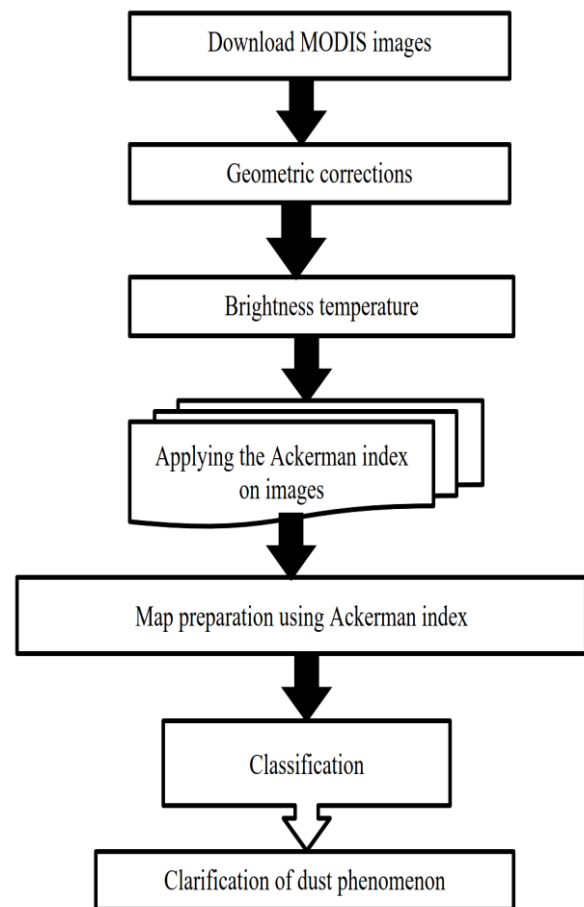 Download MODIS images
Geometric corrections
Brightness temperature
Applying the Ackerman index
on images
Map preparation using Ackerman index
Classification
Clarification of dust phenomenon